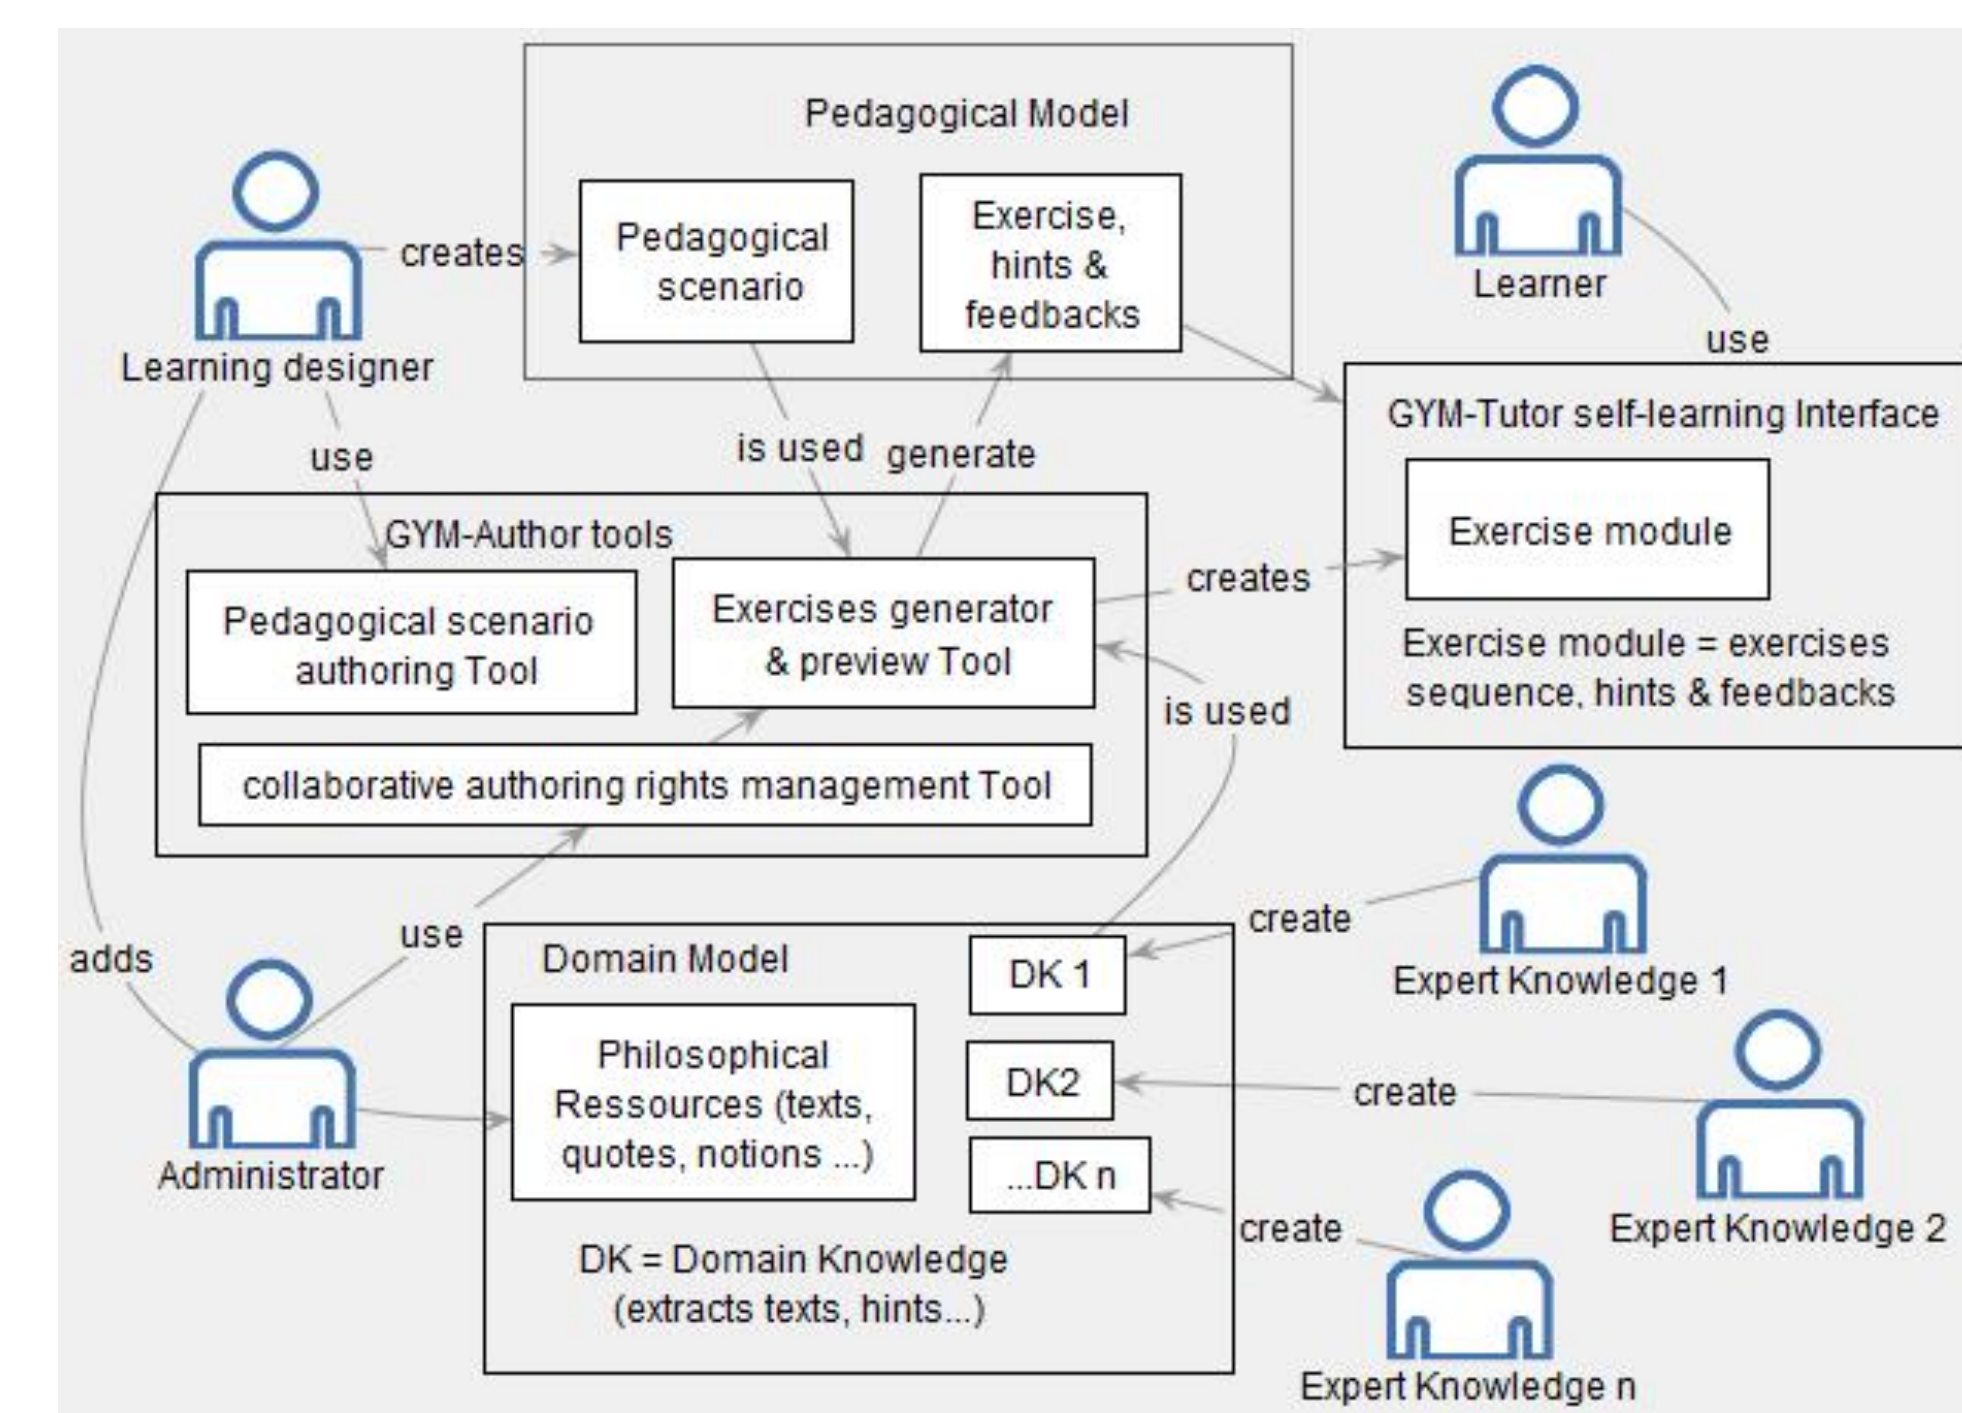 Pedagogical Model
Pedagogical
scenario
Exercise,
hints &
feedbacks
creates
Learning designer
Learner
use
use
is used
generate
GYM-Tutor self-learning Interface
Exercise module
Exercise module = exercises
sequence, hints & feedbacks
GYM-Author tools
Pedagogical scenario
authoring Tool
Exercises generator
& preview Tool
creates
is used
collaborative authoring rights management Tool
adds
use
Administrator
Domain Model
Philosophical
Ressources (texts,
quotes, notions ...)
DK 1
DK2
...DK n
DK = Domain Knowledge
(extracts texts, hints...)
create
Expert Knowledge 1
create
Expert Knowledge 2
create
Expert Knowledge n